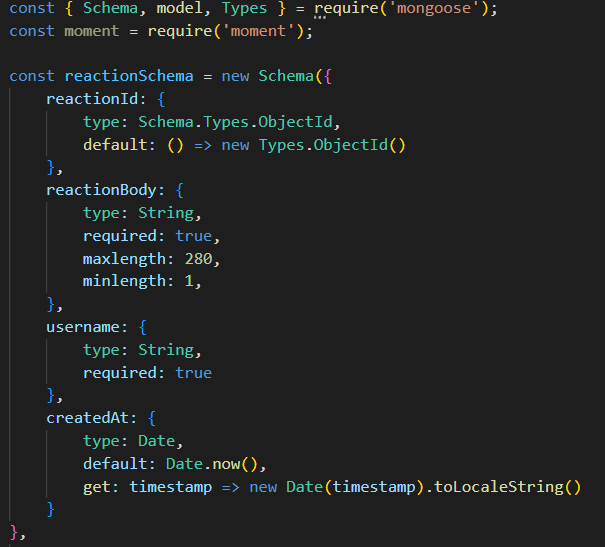 const { Schema, model, Types } = require('mongoose');
const moment = require('moment');
const reactionSchema = new Schema({
reactionId: {
type: Schema.Types.ObjectId,
default: () => new Types.ObjectId()
},
reactionBody: {
type: String,
required: true,
maxlength: 280,
minlength: 1,
},
username: {
type: String,
required: true
},
createdAt: {
type: Date,
default: Date.now(),
get: timestamp => new Date(timestamp).toLocaleString()
}
},